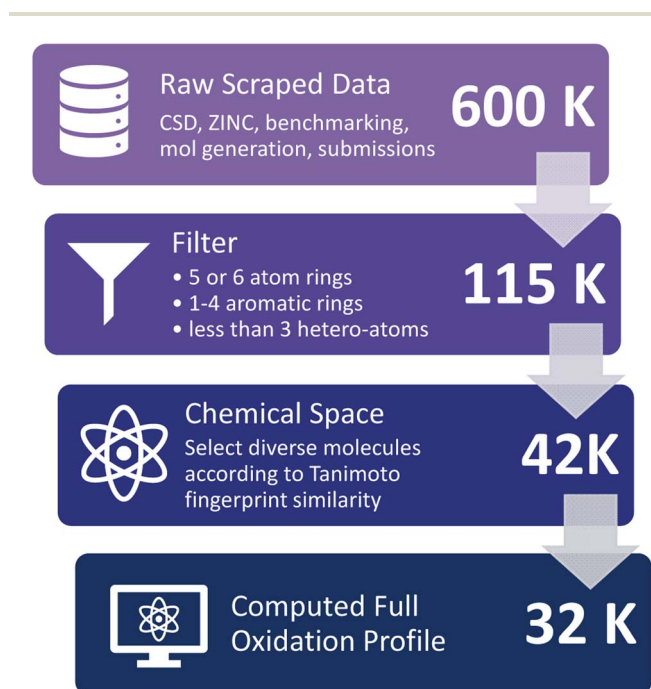 Raw Scraped Data
CSD, ZINC, benchmarking,
mol generation, submissions
600 K
Filter
• 5 or 6 atom rings
• 1-4 aromatic rings
• less than 3 hetero-atoms
115 K
Chemical Space
Select diverse molecules
according to Tanimoto
fingerprint similarity
42K
Computed Full
Oxidation Profile
32 K